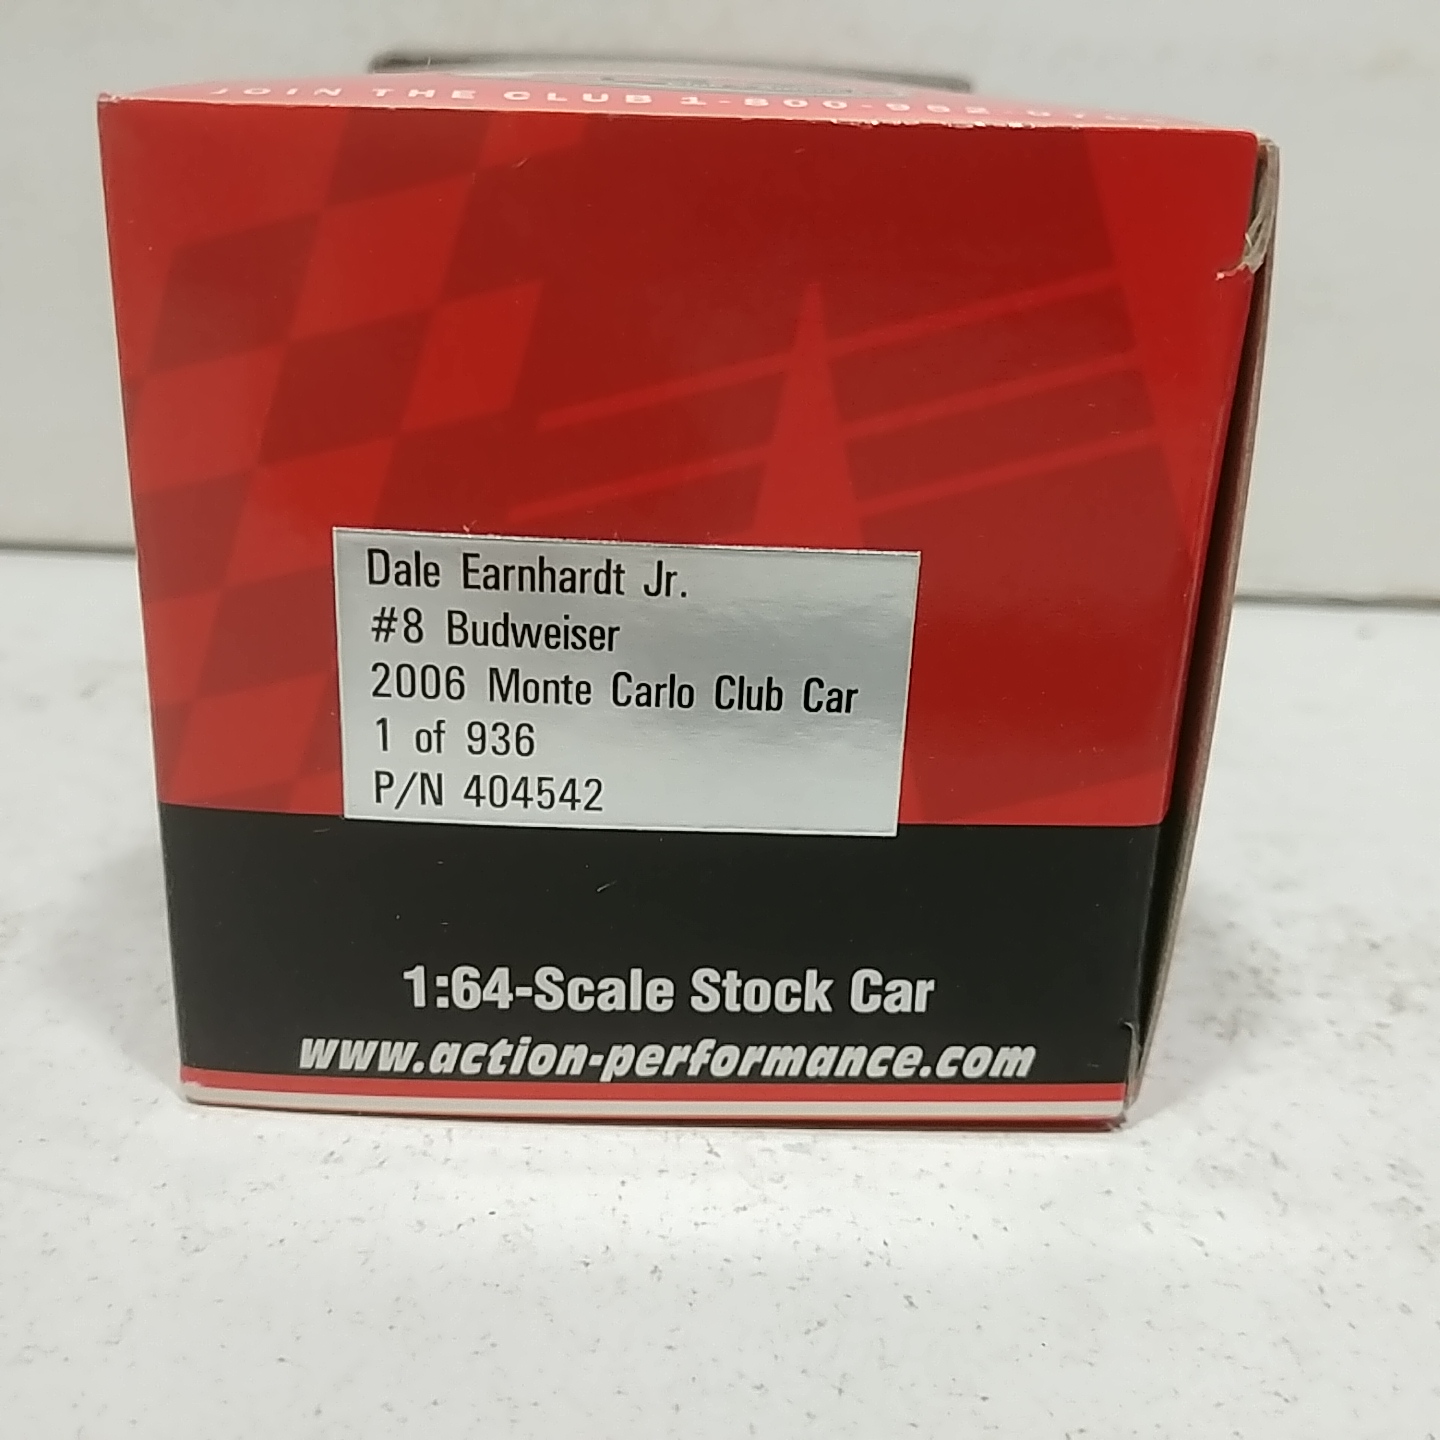 JOIN THE CLUB 1-800-952-
Dale Earnhardt Jr.
#8 Budweiser
2006 Monte Carlo Club Car
1 of 936
P/N 404542
1:64-Scale Stock Car
www.action-performance.com